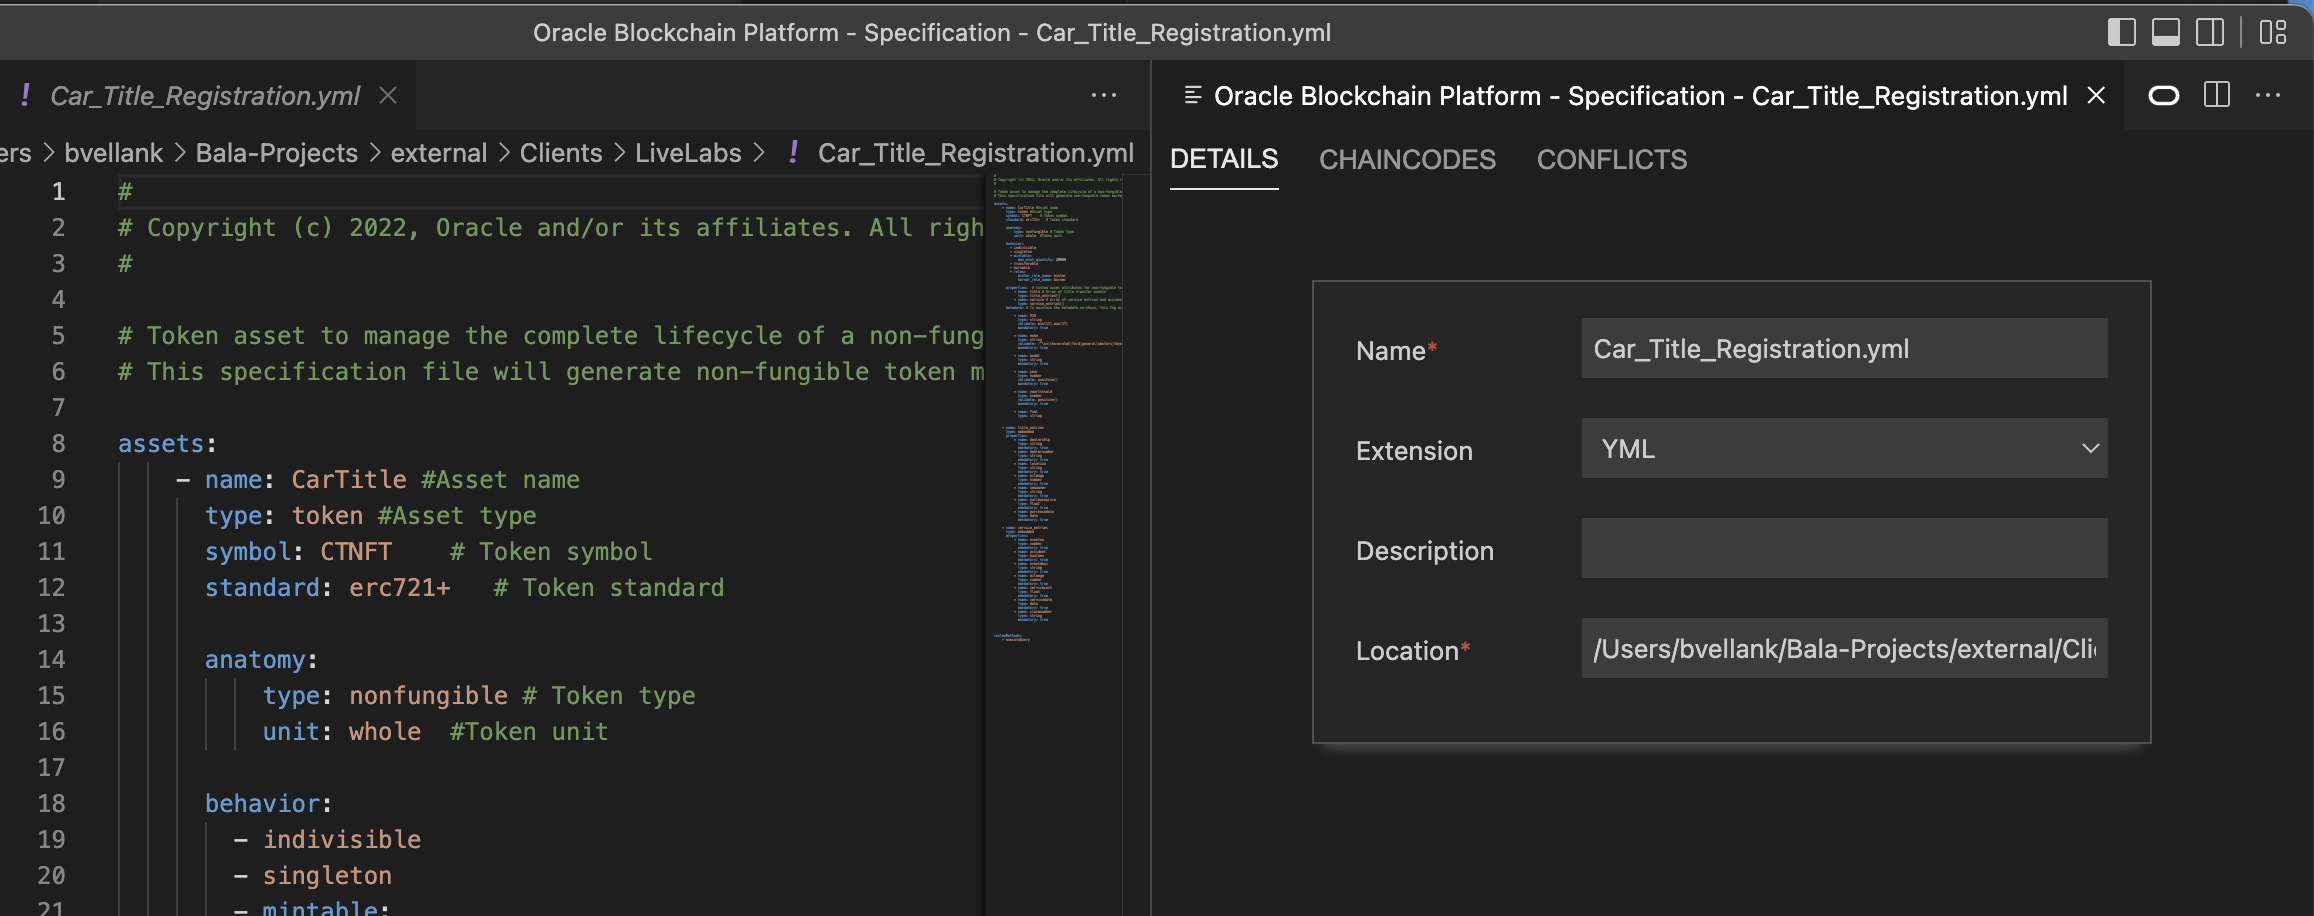 Oracle Blockchain Platform - Specification - Car_Title_Registration.yml
! Car_Title_Registration.yml
ers > bvellank > Bala-Projects > external > Clients > LiveLabs > ! Car_Title_Registration.yml
1 #
2 # Copyright (c) 2022, Oracle and/or its affiliates. All righ
3 #
4
5 # Token asset to manage the complete lifecycle of a non-fung
6 # This specification file will generate non-fungible token m
7
8 assets:
9 - name: CarTitle #Asset name
10 type: token #Asset type
11 symbol: CTNFT # Token symbol
12 standard: erc721+ # Token standard
13
14 anatomy:
15 type: nonfungible # Token type
16 unit: whole #Token unit
17
18 behavior:
19 - indivisible
20 - singleton
21 - mintable:
Oracle Blockchain Platform - Specification - Car_Title_Registration.yml
DETAILS CHAINCODES CONFLICTS
Name* Car_Title_Registration.yml
Extension YML
Description
Location* /Users/bvellank/Bala-Projects/external/Cli